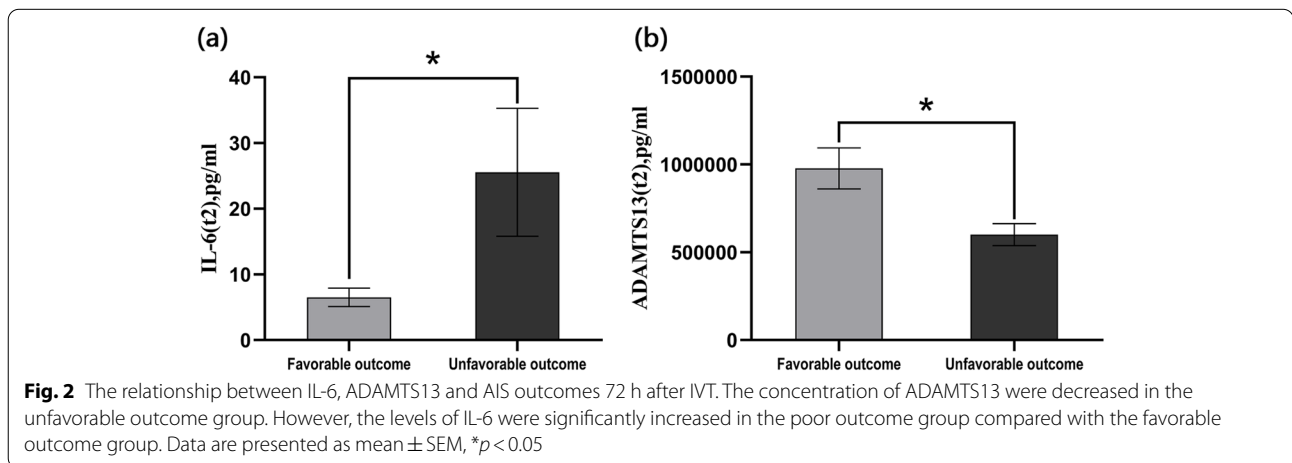 (a)
*
40
30
20
10
0
IL-6(t2),pg/ml
Favorable outcome
Unfavorable outcome
(b)
*
1500000
1000000
500000
0
ADAMTS13(t2),pg/ml
Favorable outcome
Unfavorable outcome
Fig. 2 The relationship between IL-6, ADAMTS13 and AIS outcomes 72 h after IVT. The concentration of ADAMTS13 were decreased in the
unfavorable outcome group. However, the levels of IL-6 were significantly increased in the poor outcome group compared with the favorable
outcome group. Data are presented as mean ± SEM, *p < 0.05